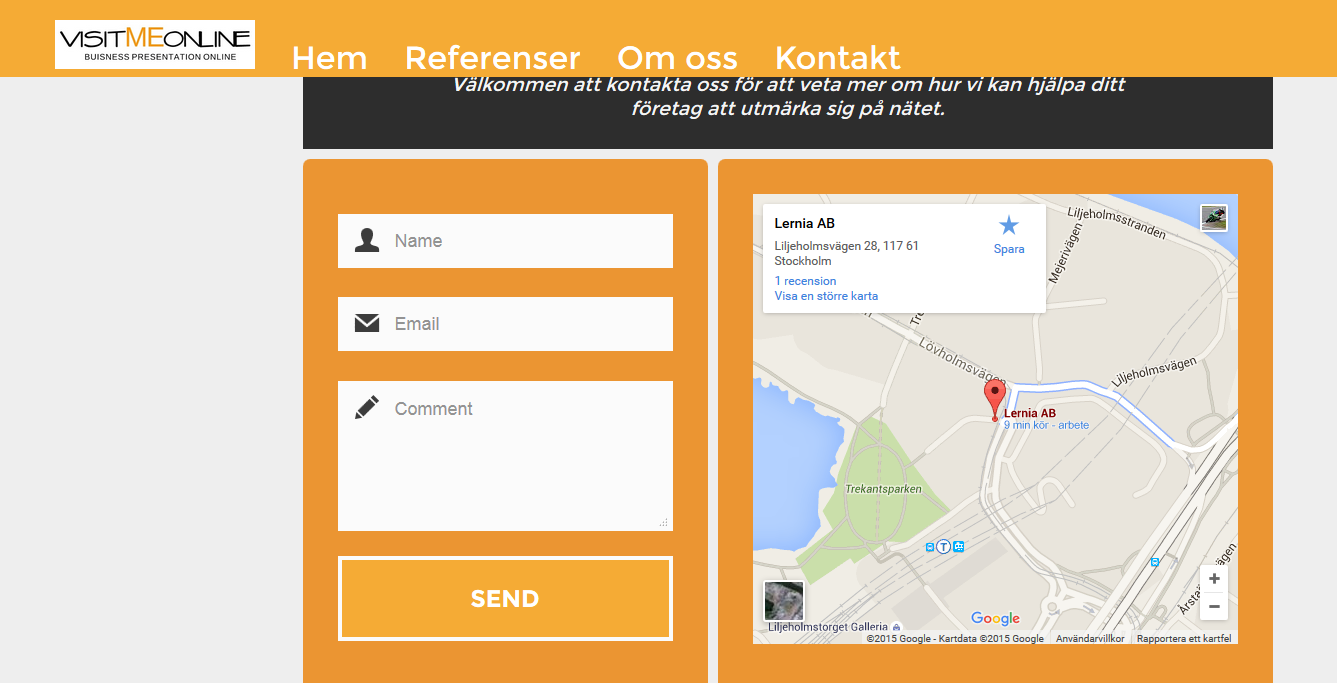 VISITMEONLINE
BUISNESS PRESENTATION ONLINE
Hem Referenser Om oss Kontakt
Välkommen att kontakta oss för att veta mer om hur vi kan hjälpa ditt
företag att utmärka sig på nätet.
Name
Email
Comment
SEND
Lernia AB
Liljeholmsvägen 28, 117 61
Stockholm
1 recension
Visa en större karta
Spara
Liljeholmsstranden
Mejerivägen
Lövholmsvägen
Liljeholmsvägen
Lernia AB
9 min kör - arbete
Trekantsparken
T
+
−
Liljeholmstorget Galleria
Google
©2015 Google - Kartdata ©2015 Google Användarvillkor Rapportera ett kartfel